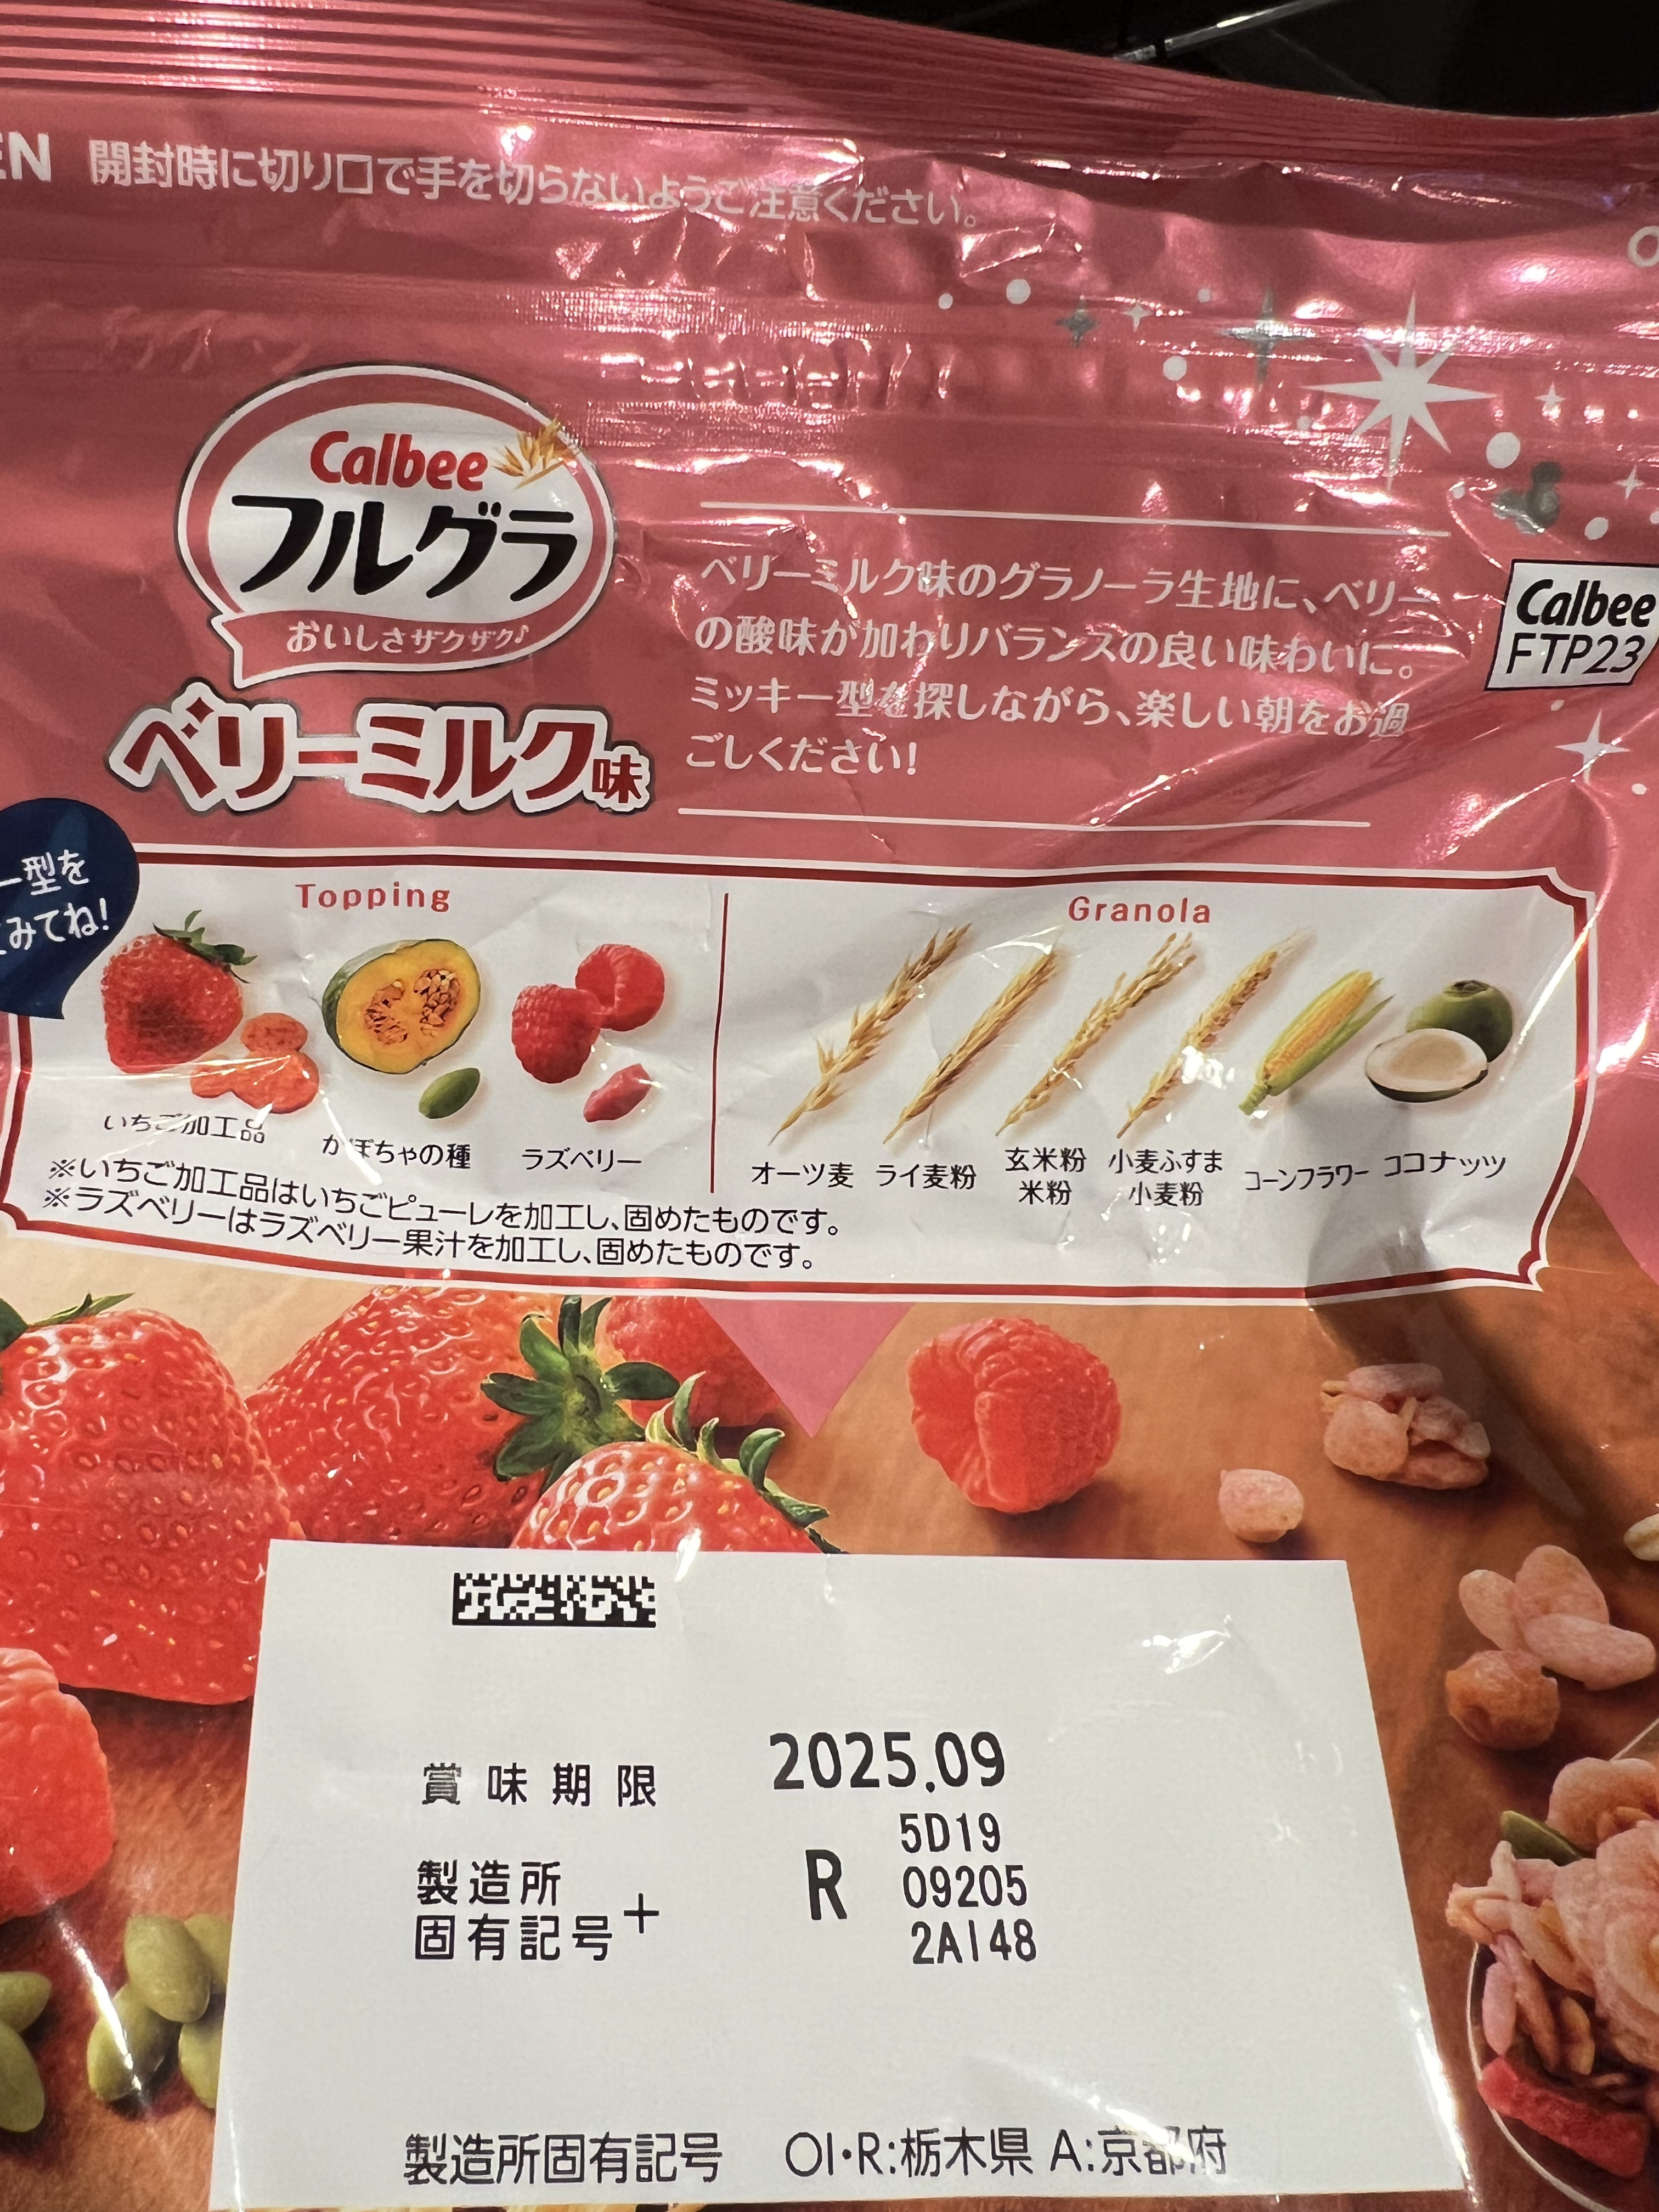 EN 開封時に切り口で手を切らないようご注意ください。
Calbee
フルグラ
おいしさザクザク♪
ベリーミルク味
ベリーミルク味のグラノーラ生地に、ベリー
の酸味が加わりバランスの良い味わいに。
ミッキー型を探しながら、楽しい朝をお過
ごしください!
Calbee
FTP23
ー型を
みてね!
Topping
いちご加工品
かぼちゃの種
ラズベリー
※いちご加工品はいちごピューレを加工し、固めたものです。
※ラズベリーはラズベリー果汁を加工し、固めたものです。
Granola
オーツ麦
ライ麦粉
玄米粉
米粉
小麦ふすま
小麦粉
コーンフラワー
ココナッツ
賞味期限 2025.09
5D19
製造所
固有記号+ R 09205
2A148
製造所固有記号 OI・R:栃木県 A:京都府